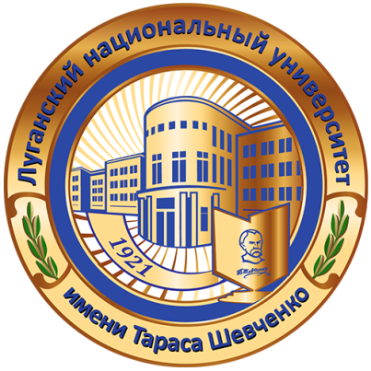 Луганский национальный университет
имени Тараса Шевченко
1921